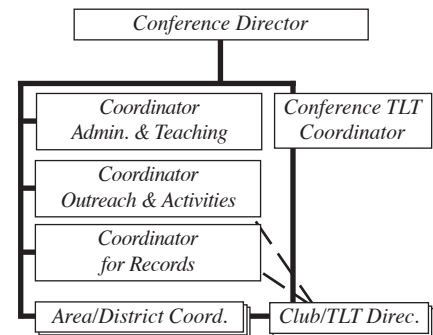 Conference Director
Coordinator
Admin. & Teaching
Conference TLT
Coordinator
Coordinator
Outreach & Activities
Coordinator
for Records
Area/District Coord.
Club/TLT Direc.